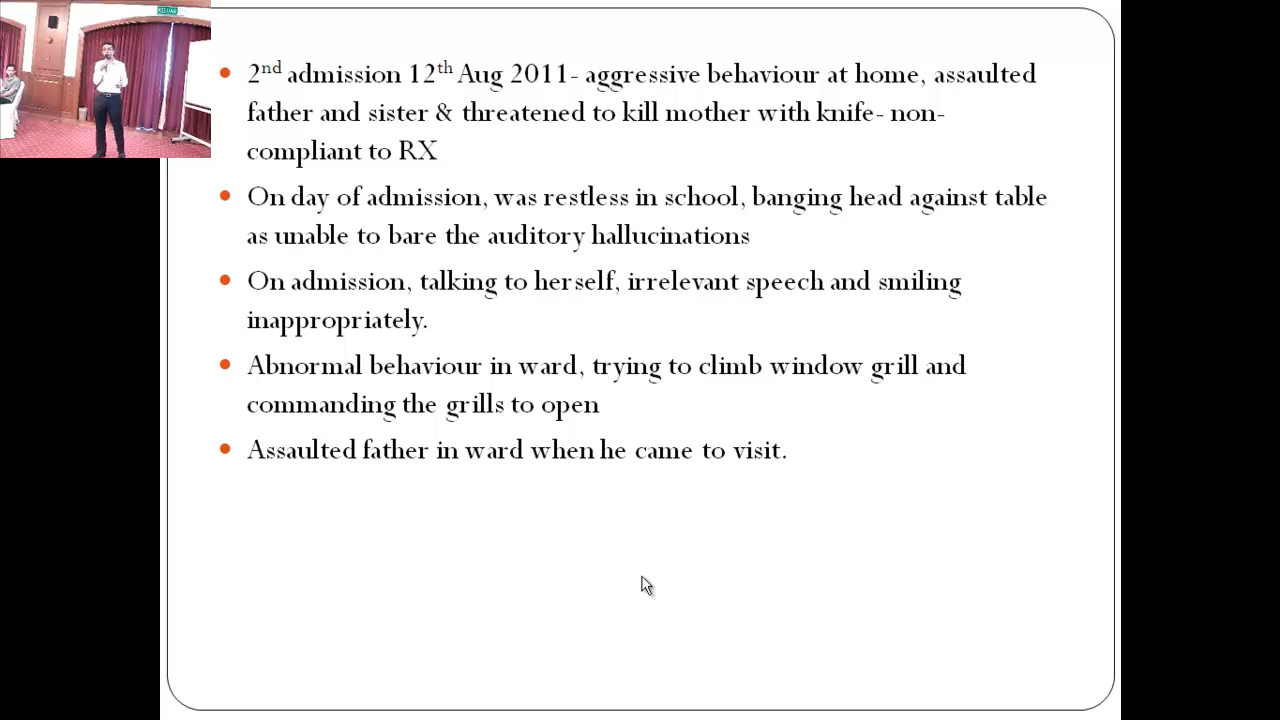 KELUAR
2nd admission 12th Aug 2011- aggressive behaviour at home, assaulted
father and sister & threatened to kill mother with knife- non-
compliant to RX
On day of admission, was restless in school, banging head against table
as unable to bare the auditory hallucinations
On admission, talking to herself, irrelevant speech and smiling
inappropriately.
Abnormal behaviour in ward, trying to climb window grill and
commanding the grills to open
Assaulted father in ward when he came to visit.